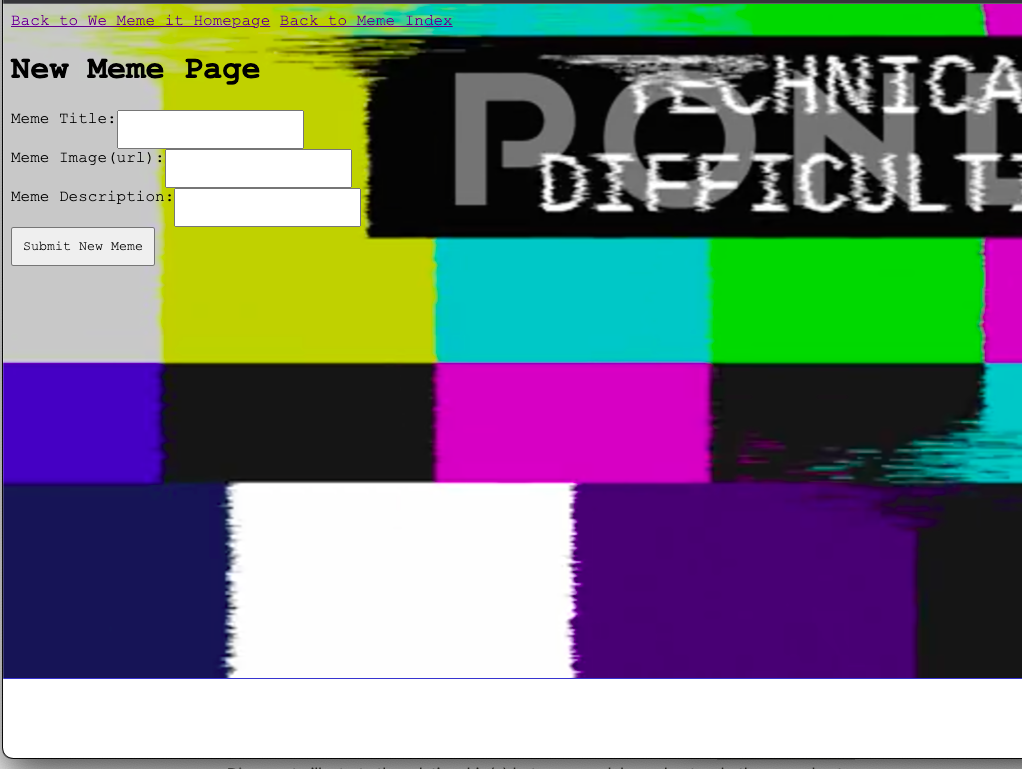 Back to We Meme it Homepage Back to Meme Index
New Meme Page
TECHNICA
PON
DIFFICULTI
Meme Title:
Meme Image(url):
Meme Description:
Submit New Meme